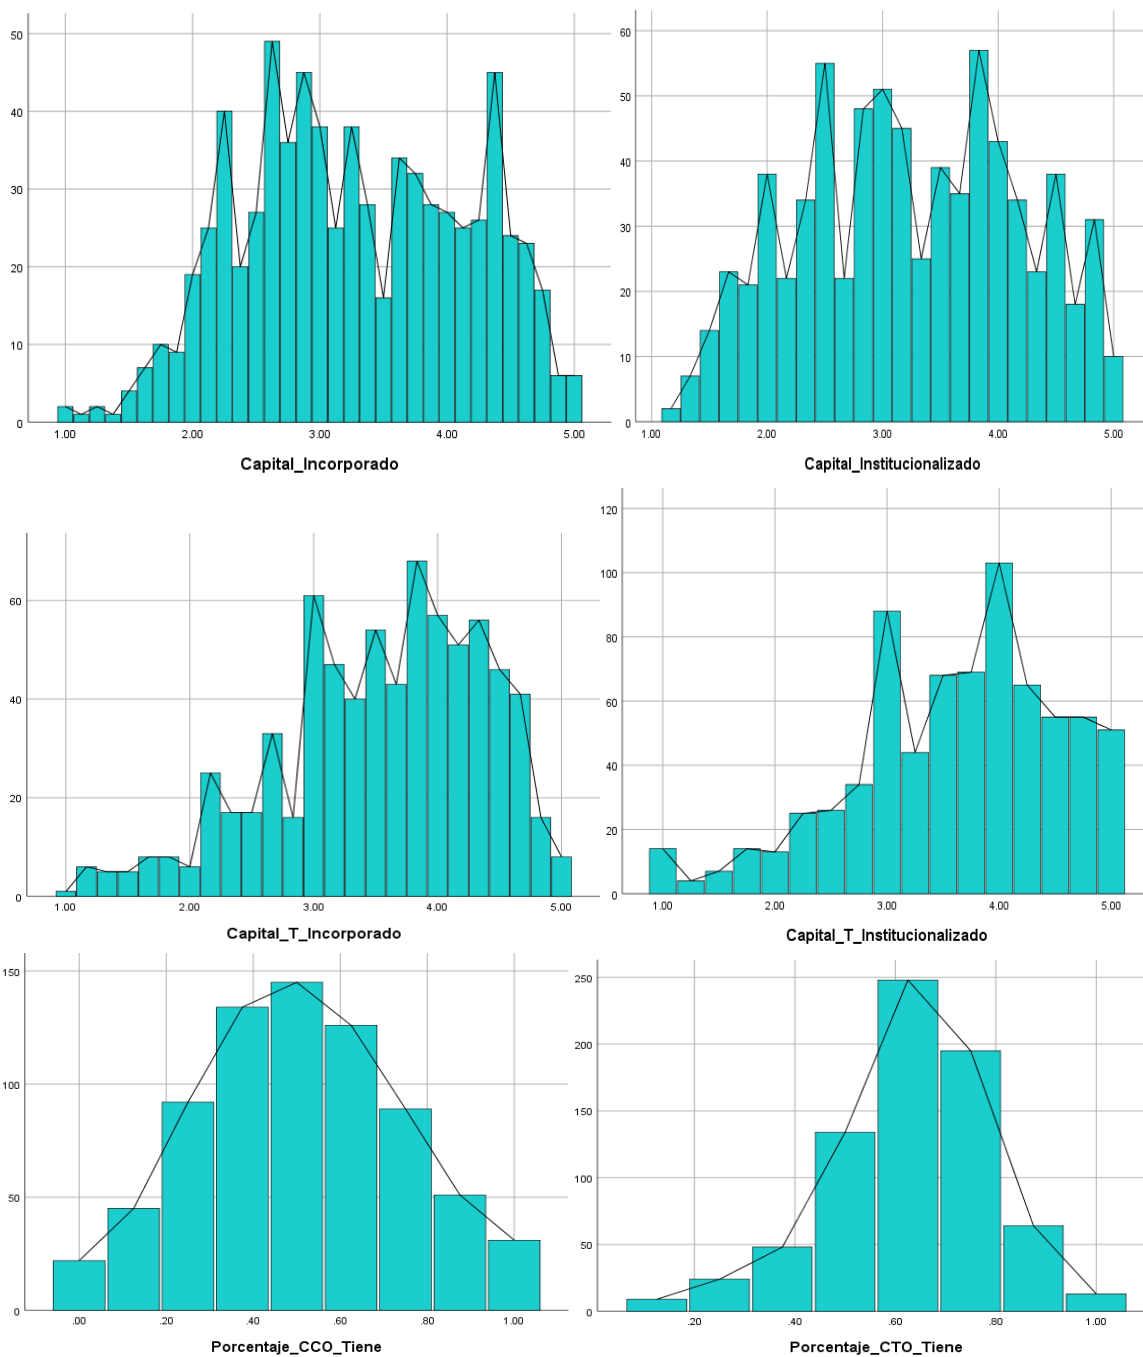 50
40
30
20
10
0
1.00 2.00 3.00 4.00 5.00
Capital_Incorporado
60
50
40
30
20
10
0
1.00 2.00 3.00 4.00 5.00
Capital_Institucionalizado
60
40
20
0
1.00 2.00 3.00 4.00 5.00
Capital_T_Incorporado
120
100
80
60
40
20
0
1.00 2.00 3.00 4.00 5.00
Capital_T_Institucionalizado
150
100
50
0
.00 .20 .40 .60 .80 1.00
Porcentaje_CCO_Tiene
250
200
150
100
50
0
.20 .40 .60 .80 1.00
Porcentaje_CTO_Tiene